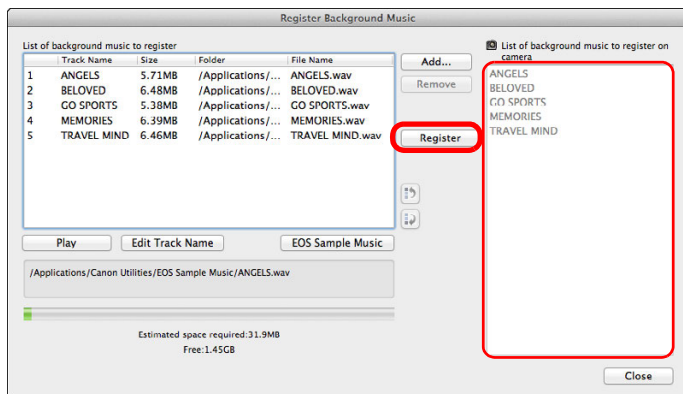 Register Background Music
List of background music to register
Track Name Size Folder File Name
1 ANGELS 5.71MB /Applications/... ANGELS.wav
2 BELOVED 6.48MB /Applications/... BELOVED.wav
3 GO SPORTS 5.38MB /Applications/... GO SPORTS.wav
4 MEMORIES 6.39MB /Applications/... MEMORIES.wav
5 TRAVEL MIND 6.46MB /Applications/... TRAVEL MIND.wav
Play Edit Track Name EOS Sample Music
/Applications/Canon Utilities/EOS Sample Music/ANGELS.wav
Estimated space required:31.9MB
Free:1.45GB
Add...
Remove
Register
List of background music to register on
camera
ANGELS
BELOVED
GO SPORTS
MEMORIES
TRAVEL MIND
Close